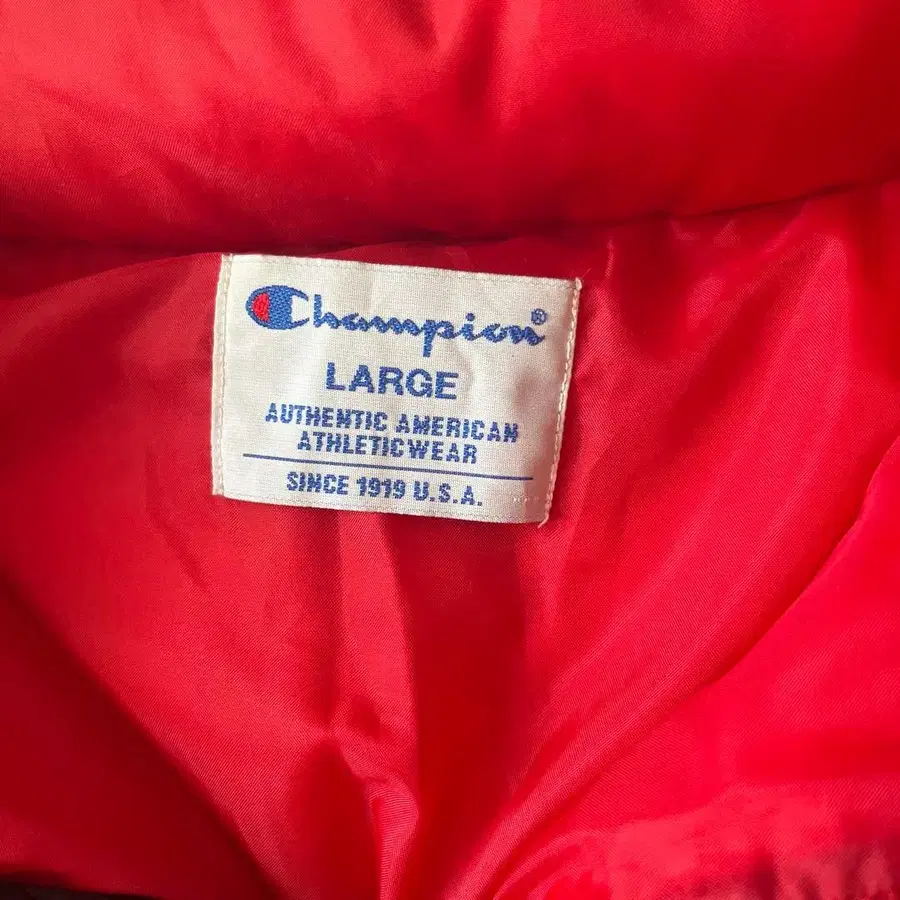 Champion®
LARGE
AUTHENTIC AMERICAN
ATHLETICWEAR
SINCE 1919 U.S.A.